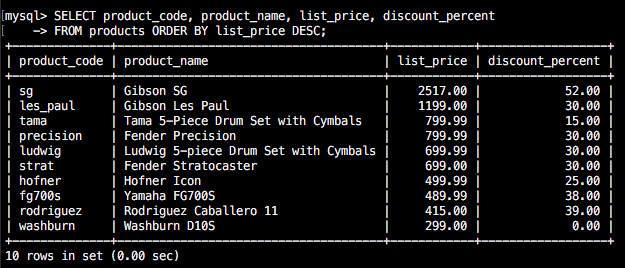 mysql> SELECT product_code, product_name, list_price, discount_percent
    -> FROM products ORDER BY list_price DESC;
+--------------+------------------------------------+------------+------------------+
| product_code | product_name                       | list_price | discount_percent |
+--------------+------------------------------------+------------+------------------+
| sg           | Gibson SG                          |    2517.00 |            52.00 |
| les_paul     | Gibson Les Paul                    |    1199.00 |            30.00 |
| tama         | Tama 5-Piece Drum Set with Cymbals |     799.99 |            15.00 |
| precision    | Fender Precision                   |     799.99 |            30.00 |
| ludwig       | Ludwig 5-piece Drum Set with Cymbals |     699.99 |            30.00 |
| strat        | Fender Stratocaster                |     699.00 |            30.00 |
| hofner       | Hofner Icon                        |     499.99 |            25.00 |
| fg700s       | Yamaha FG700S                      |     489.99 |            38.00 |
| rodriguez    | Rodriguez Caballero 11             |     415.00 |            39.00 |
| washburn     | Washburn D10S                      |     299.00 |             0.00 |
+--------------+------------------------------------+------------+------------------+
10 rows in set (0.00 sec)